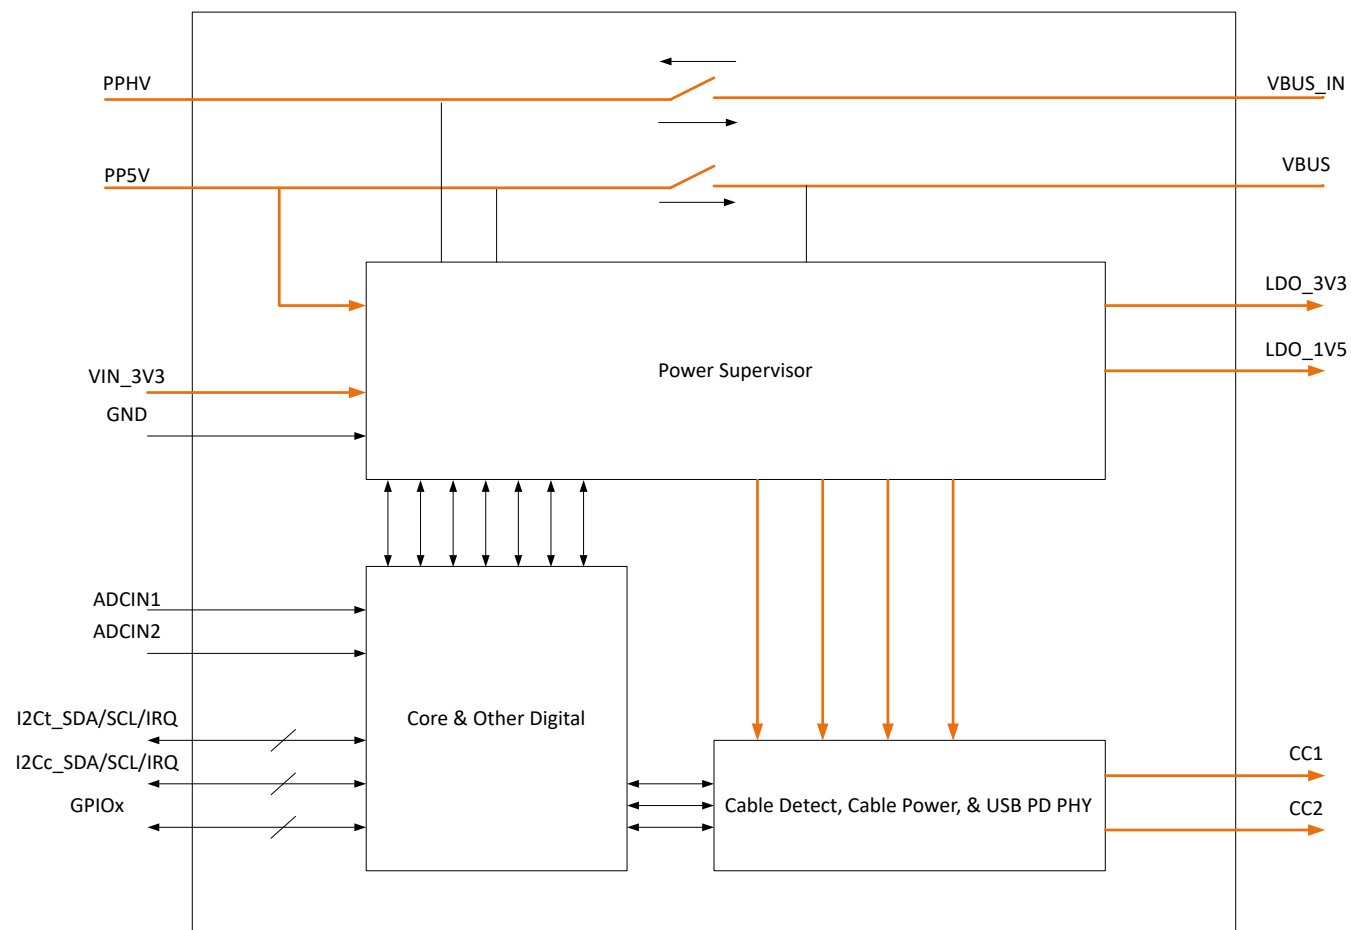 PPHV
VBUS_IN
PP5V
VBUS
LDO_3V3
LDO_1V5
Power Supervisor
VIN_3V3
GND
ADCIN1
ADCIN2
Core & Other Digital
I2Ct_SDA/SCL/IRQ
I2Cc_SDA/SCL/IRQ
GPIOx
Cable Detect, Cable Power, & USB PD PHY
CC1
CC2